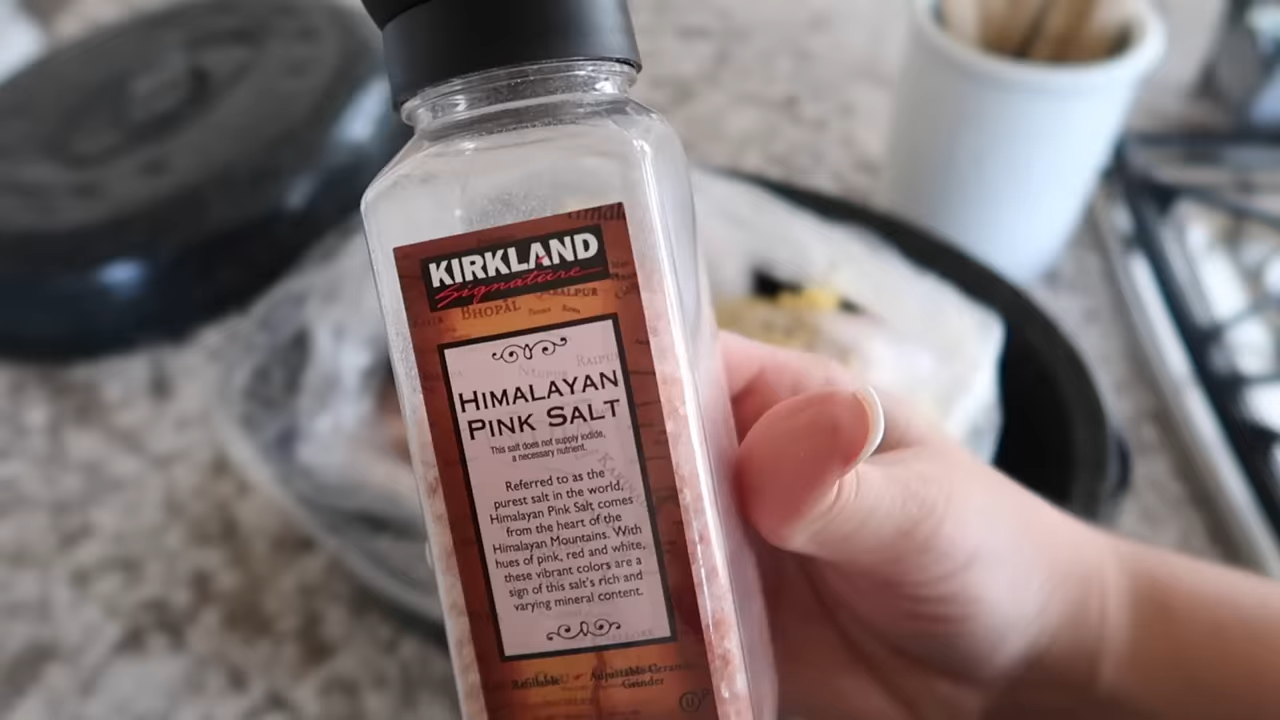 KIRKLAND
Signature
BHOPAL
RAIPUR
HIMALAYAN
PINK SALT
This salt does not supply iodide,
a necessary nutrient.
Referred to as the
purest salt in the world,
Himalayan Pink Salt comes
from the heart of the
Himalayan Mountains. With
hues of pink, red and white,
these vibrant colors are a
sign of this salt's rich and
varying mineral content.
Refillable Adjustable Ceramic
Grinder
U